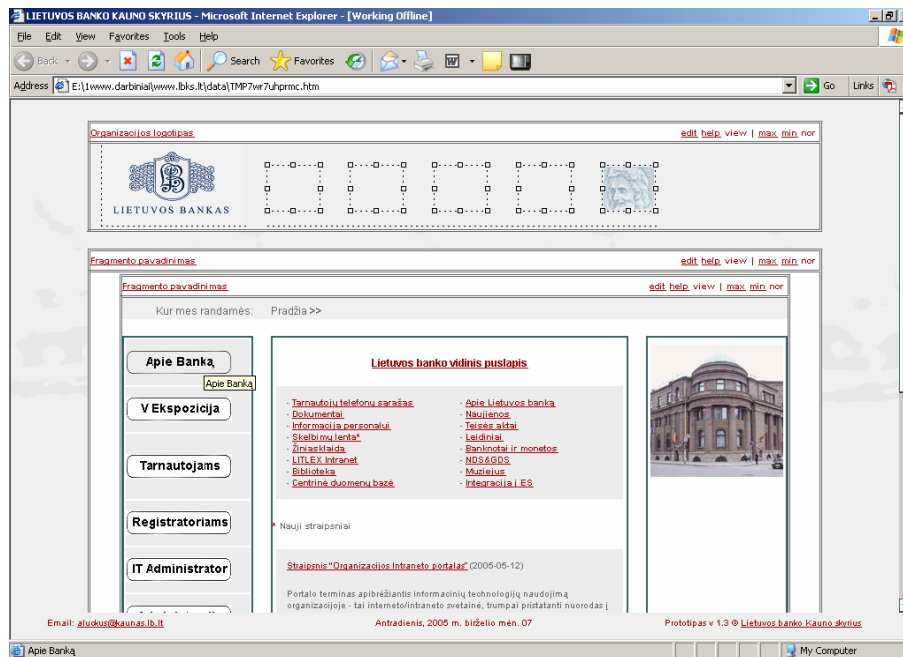 LIETUVOS BANKO KAUNO SKYRIUS - Microsoft Internet Explorer - [Working Offline]
File Edit View Favorites Tools Help
Back Search Favorites
Address E:\1www.darbiniai\www.lbks.lt\data\TMP7wr7uhprmc.htm Go Links
Organizacijos logotipas edit help view | max min nor
LIETUVOS BANKAS
Fragmento pavadinimas edit help view | max min nor
Fragmento pavadinimas edit help view | max min nor
Kur mes randamės: Pradžia >>
Apie Banką
Apie Banką
V Ekspozicija
Tarnautojams
Registratoriams
IT Administrator
Lietuvos banko vidinis puslapis
- Tarnautojų telefonų sarašas
- Dokumentai
- Informacija personalui
- Skelbimų lenta*
- Žiniasklaida
- LITLEX Intranet
- Biblioteka
- Centrinė duomenų bazė
- Apie Lietuvos banką
- Naujienos
- Teisės aktai
- Leidiniai
- Banknotai ir monetos
- NDS&GDS
- Muziejus
- Integracija į ES
* Nauji straipsniai
Straipsnis "Organizacijos Intraneto portalas" (2005-05-12)
Portalo terminas apibrėžiantis informacinių technologijų naudojimą
organizacijoje - tai interneto/intraneto svetainė, trumpai pristatanti nuorodas į
Email: aluckus@kaunas.lb.lt Antradienis, 2005 m. birželio mėn. 07 Prototipas v 1.3 © Lietuvos banko Kauno skyrius
Apie Banką My Computer